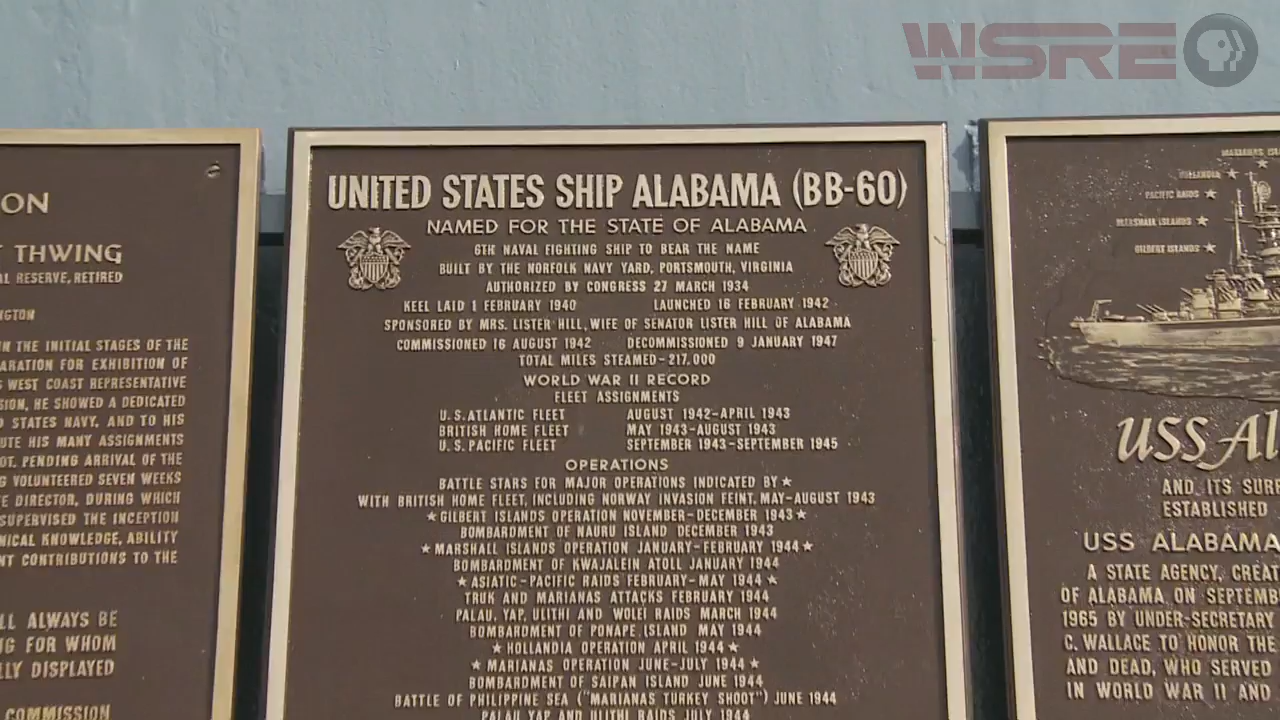 WSRE PBS
ON
T THWING
AL RESERVE, RETIRED
NGTON
IN THE INITIAL STAGES OF THE
ARATION FOR EXHIBITION OF
S WEST COAST REPRESENTATIVE
SION, HE SHOWED A DEDICATED
D STATES NAVY, AND TO HIS
UTE HIS MANY ASSIGNMENTS
OT. PENDING ARRIVAL OF THE
G VOLUNTEERED SEVEN WEEKS
E DIRECTOR, DURING WHICH
SUPERVISED THE INCEPTION
NICAL KNOWLEDGE, ABILITY
NT CONTRIBUTIONS TO THE
LL ALWAYS BE
NG FOR WHOM
LLY DISPLAYED
COMMISSION
UNITED STATES SHIP ALABAMA (BB-60)
NAMED FOR THE STATE OF ALABAMA
6TH NAVAL FIGHTING SHIP TO BEAR THE NAME
BUILT BY THE NORFOLK NAVY YARD, PORTSMOUTH, VIRGINIA
AUTHORIZED BY CONGRESS 27 MARCH 1934
KEEL LAID 1 FEBRUARY 1940 LAUNCHED 16 FEBRUARY 1942
SPONSORED BY MRS. LISTER HILL, WIFE OF SENATOR LISTER HILL OF ALABAMA
COMMISSIONED 16 AUGUST 1942 DECOMMISSIONED 9 JANUARY 1947
TOTAL MILES STEAMED-217,000
WORLD WAR II RECORD
FLEET ASSIGNMENTS
U.S. ATLANTIC FLEET AUGUST 1942-APRIL 1943
BRITISH HOME FLEET MAY 1943-AUGUST 1943
U.S. PACIFIC FLEET SEPTEMBER 1943-SEPTEMBER 1945
OPERATIONS
BATTLE STARS FOR MAJOR OPERATIONS INDICATED BY ★
WITH BRITISH HOME FLEET, INCLUDING NORWAY INVASION FEINT, MAY-AUGUST 1943
★ GILBERT ISLANDS OPERATION NOVEMBER-DECEMBER 1943 ★
BOMBARDMENT OF NAURU ISLAND DECEMBER 1943
★ MARSHALL ISLANDS OPERATION JANUARY-FEBRUARY 1944 ★
BOMBARDMENT OF KWAJALEIN ATOLL JANUARY 1944
★ ASIATIC-PACIFIC RAIDS FEBRUARY-MAY 1944 ★
TRUK AND MARIANAS ATTACKS FEBRUARY 1944
PALAU, YAP, ULITHI AND WOLEI RAIDS MARCH 1944
BOMBARDMENT OF PONAPE ISLAND MAY 1944
★ HOLLANDIA OPERATION APRIL 1944 ★
★ MARIANAS OPERATION JUNE-JULY 1944 ★
BOMBARDMENT OF SAIPAN ISLAND JUNE 1944
BATTLE OF PHILIPPINE SEA ("MARIANAS TURKEY SHOOT") JUNE 1944
PALAU, YAP AND ULITHI RAIDS JULY 1944
HOLLANDIA ★
PACIFIC RAIDS ★
MARSHALL ISLANDS ★
GILBERT ISLANDS ★
USS Al
AND ITS SURR
ESTABLISHED
USS ALABAMA
A STATE AGENCY, CREAT
OF ALABAMA ON SEPTEMB
1965 BY UNDER-SECRETARY
C. WALLACE TO HONOR THE
AND DEAD, WHO SERVED
IN WORLD WAR II AND